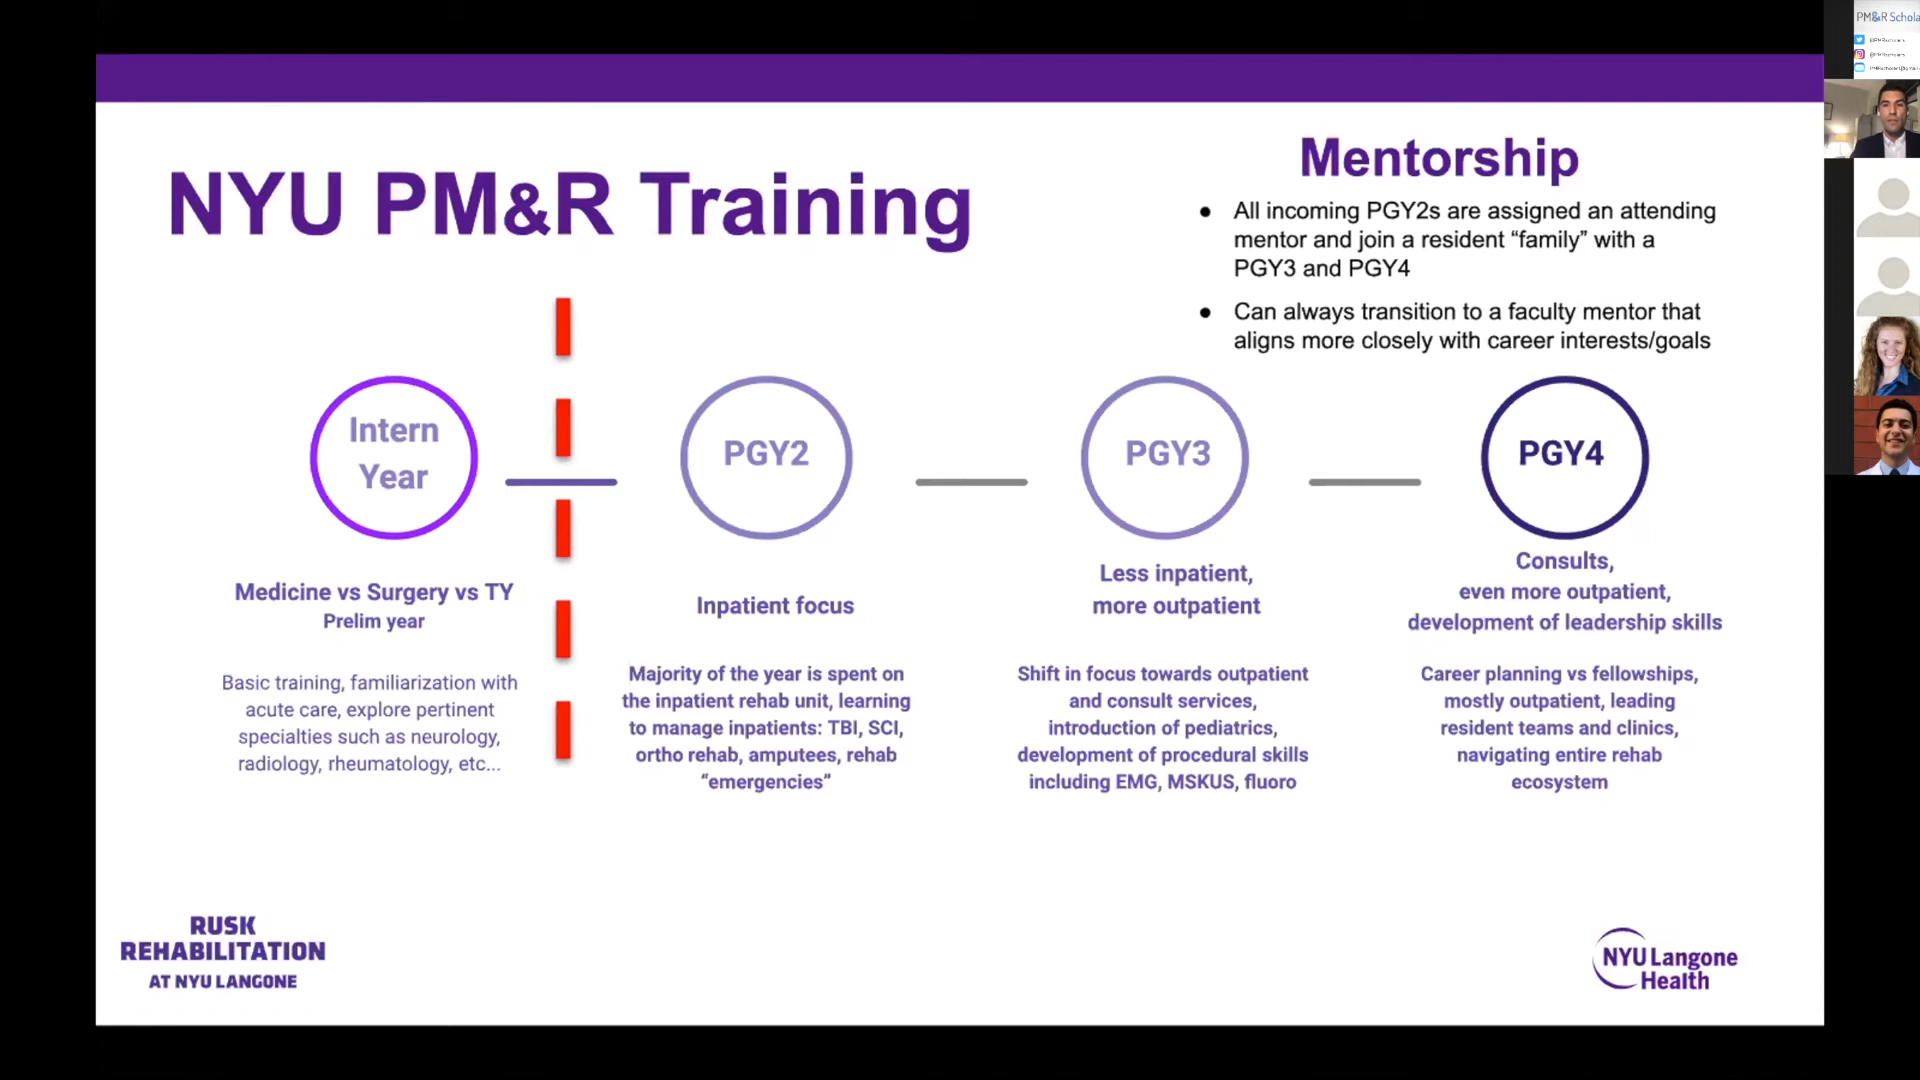 NYU PM&R Training
Mentorship
● All incoming PGY2s are assigned an attending
mentor and join a resident “family” with a
PGY3 and PGY4
● Can always transition to a faculty mentor that
aligns more closely with career interests/goals
Intern
Year
PGY2
PGY3
PGY4
Medicine vs Surgery vs TY
Prelim year
Basic training, familiarization with
acute care, explore pertinent
specialties such as neurology,
radiology, rheumatology, etc...
Inpatient focus
Majority of the year is spent on
the inpatient rehab unit, learning
to manage inpatients: TBI, SCI,
ortho rehab, amputees, rehab
“emergencies”
Less inpatient,
more outpatient
Shift in focus towards outpatient
and consult services,
introduction of pediatrics,
development of procedural skills
including EMG, MSKUS, fluoro
Consults,
even more outpatient,
development of leadership skills
Career planning vs fellowships,
mostly outpatient, leading
resident teams and clinics,
navigating entire rehab
ecosystem
RUSK
REHABILITATION
AT NYU LANGONE
NYU Langone
Health
PM&R Schola